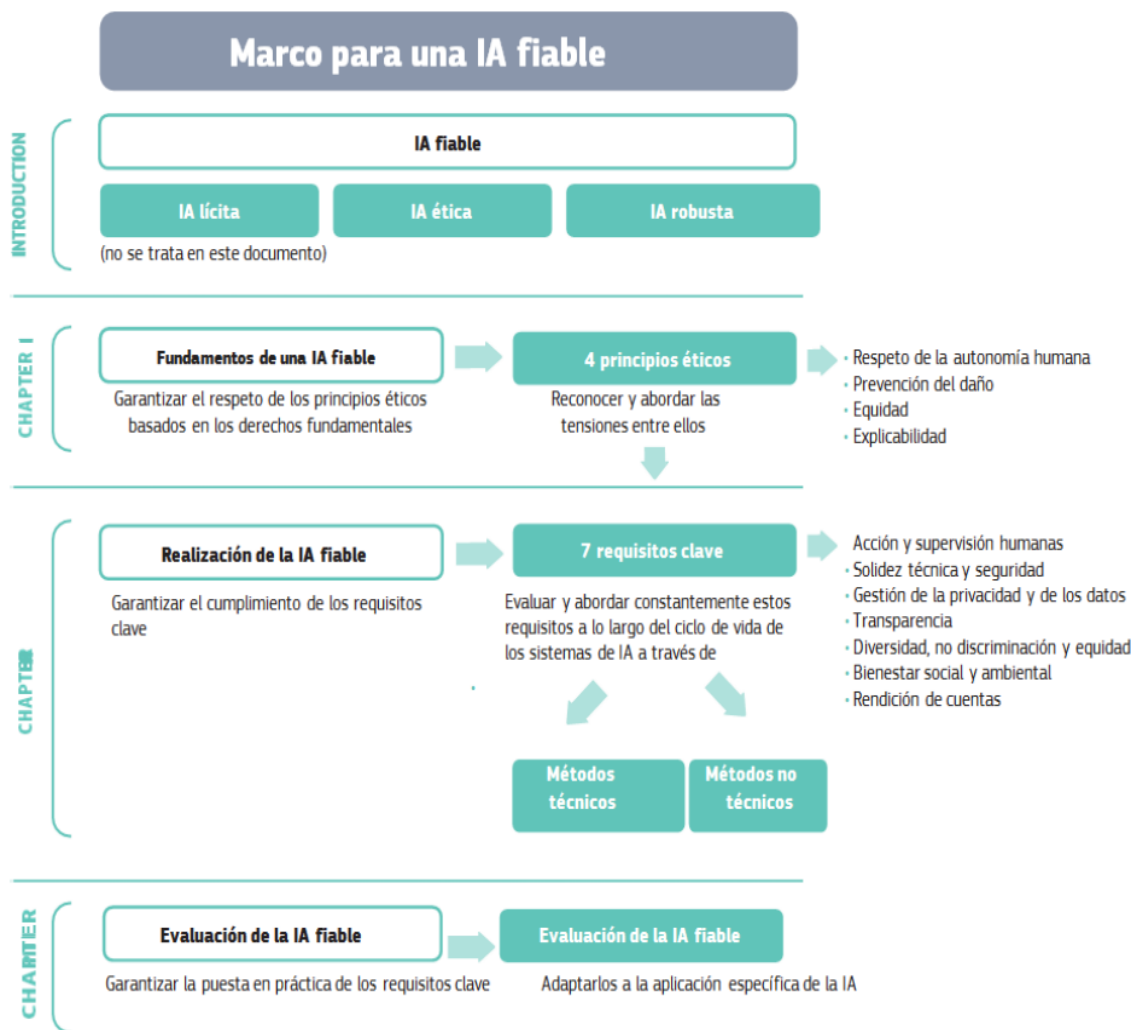 Marco para una IA fiable
INTRODUCTION
IA fiable
IA lícita
IA ética
IA robusta
(no se trata en este documento)
CHAPTER I
Fundamentos de una IA fiable
Garantizar el respeto de los principios éticos
basados en los derechos fundamentales
4 principios éticos
Reconocer y abordar las
tensiones entre ellos
· Respeto de la autonomía humana
· Prevención del daño
· Equidad
· Explicabilidad
CHAPTER
Realización de la IA fiable
Garantizar el cumplimiento de los requisitos
clave
7 requisitos clave
Evaluar y abordar constantemente estos
requisitos a lo largo del ciclo de vida de
los sistemas de IA a través de
Acción y supervisión humanas
· Solidez técnica y seguridad
· Gestión de la privacidad y de los datos
· Transparencia
· Diversidad, no discriminación y equidad
· Bienestar social y ambiental
· Rendición de cuentas
Métodos
técnicos
Métodos no
técnicos
Evaluación de la IA fiable
Garantizar la puesta en práctica de los requisitos clave
Evaluación de la IA fiable
Adaptarlos a la aplicación específica de la IA